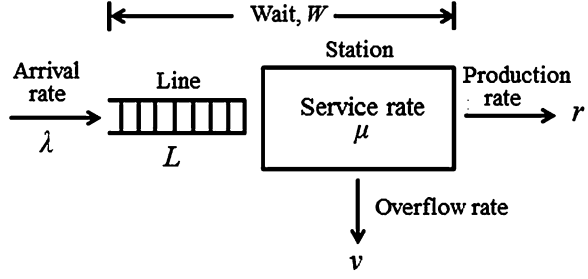 Wait, W
Station
Arrival
rate
λ
Line
L
Service rate
μ
Production
rate
r
Overflow rate
v